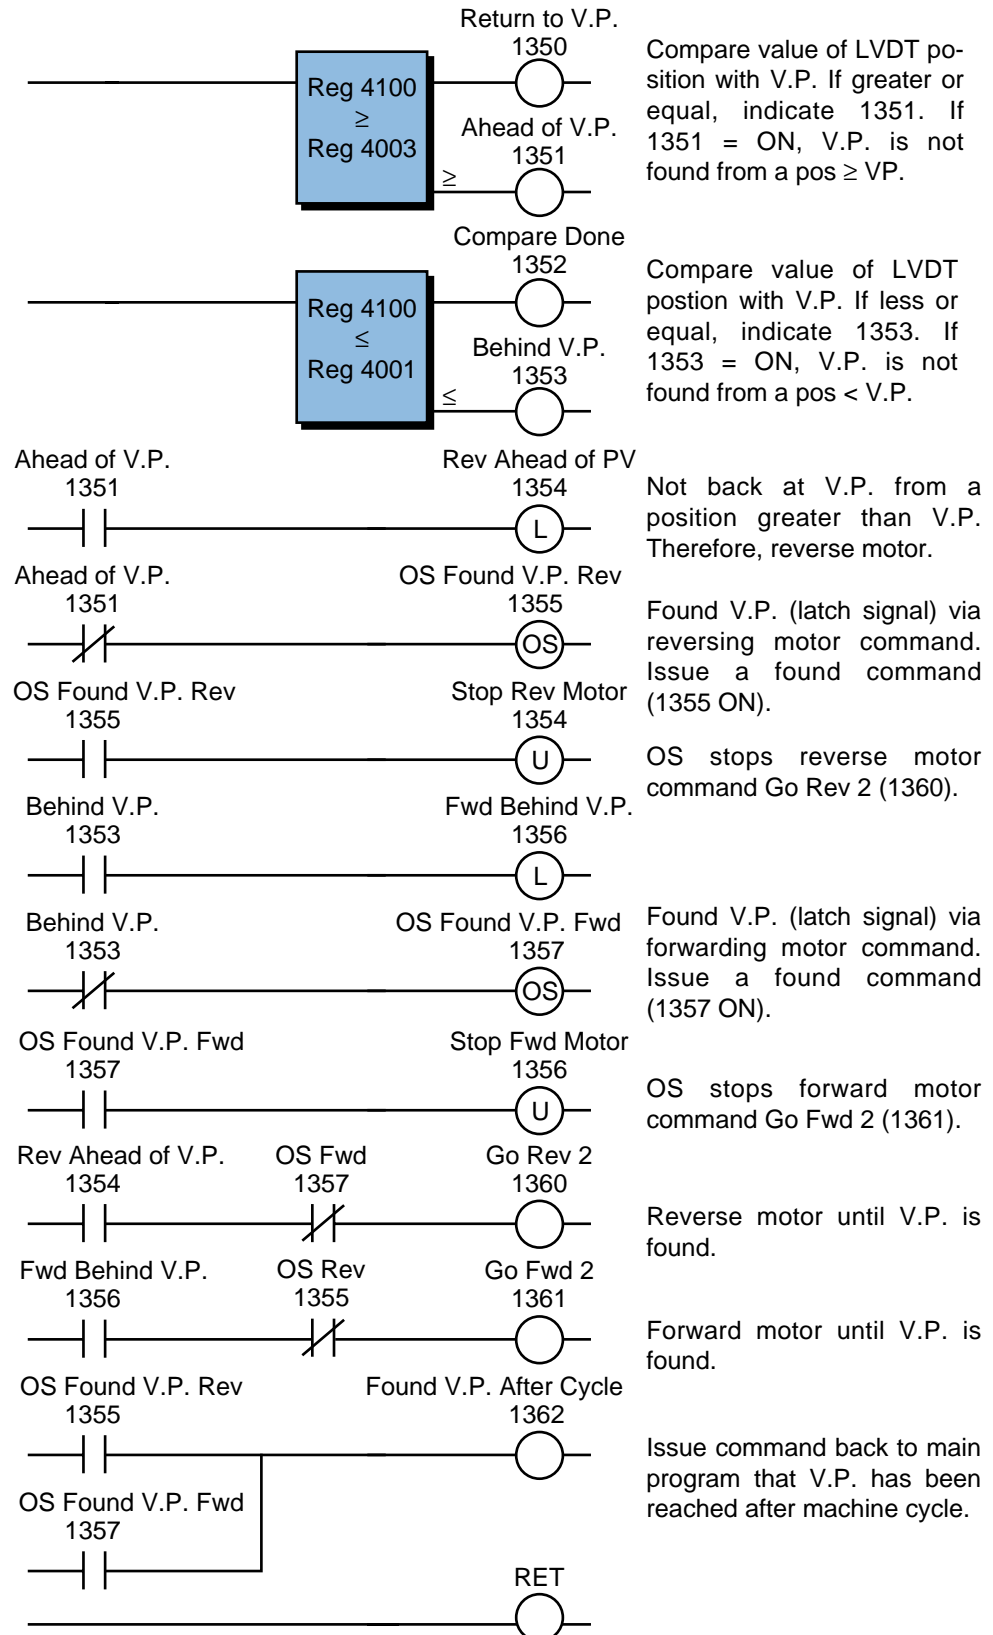 Return to V.P.
1350
Reg 4100
≥
Reg 4003
Ahead of V.P.
1351
≥
Compare value of LVDT po-
sition with V.P. If greater or
equal, indicate 1351. If
1351 = ON, V.P. is not
found from a pos ≥ VP.
Compare Done
1352
Reg 4100
≤
Reg 4001
Behind V.P.
1353
≤
Compare value of LVDT
postion with V.P. If less or
equal, indicate 1353. If
1353 = ON, V.P. is not
found from a pos < V.P.
Ahead of V.P.
1351
Rev Ahead of PV
1354
L
Not back at V.P. from a
position greater than V.P.
Therefore, reverse motor.
Ahead of V.P.
1351
OS Found V.P. Rev
1355
OS
Found V.P. (latch signal) via
reversing motor command.
Issue a found command
(1355 ON).
OS Found V.P. Rev
1355
Stop Rev Motor
1354
U
OS stops reverse motor
command Go Rev 2 (1360).
Behind V.P.
1353
Fwd Behind V.P.
1356
L
Behind V.P.
1353
OS Found V.P. Fwd
1357
OS
Found V.P. (latch signal) via
forwarding motor command.
Issue a found command
(1357 ON).
OS Found V.P. Fwd
1357
Stop Fwd Motor
1356
U
OS stops forward motor
command Go Fwd 2 (1361).
Rev Ahead of V.P.
1354
OS Fwd
1357
Go Rev 2
1360
Reverse motor until V.P. is
found.
Fwd Behind V.P.
1356
OS Rev
1355
Go Fwd 2
1361
Forward motor until V.P. is
found.
OS Found V.P. Rev
1355
Found V.P. After Cycle
1362
Issue command back to main
program that V.P. has been
reached after machine cycle.
OS Found V.P. Fwd
1357
RET